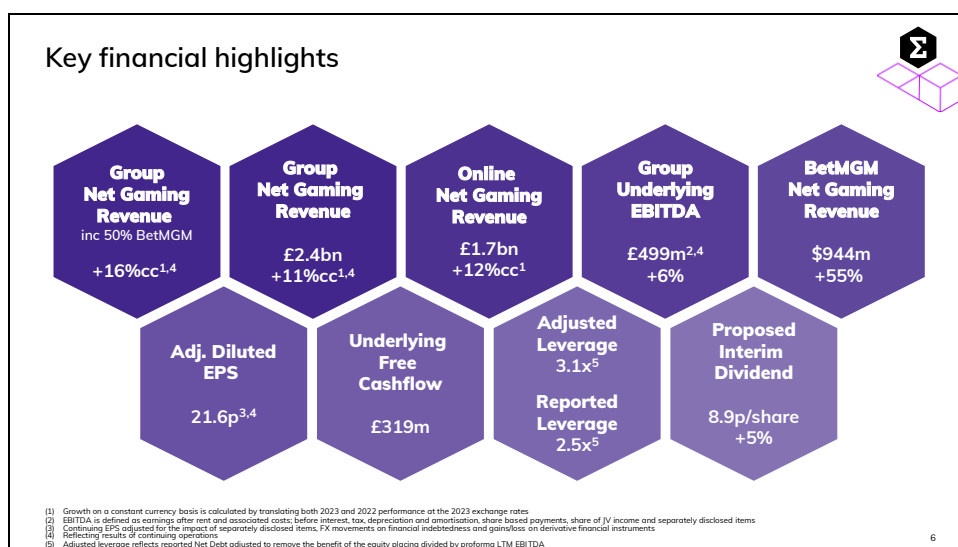 Key financial highlights
Σ
Group
Net Gaming
Revenue
inc 50% BetMGM
+16%cc1,4
Group
Net Gaming
Revenue
£2.4bn
+11%cc1,4
Online
Net Gaming
Revenue
£1.7bn
+12%cc1
Group
Underlying
EBITDA
£499m2,4
+6%
BetMGM
Net Gaming
Revenue
$944m
+55%
Adj. Diluted
EPS
21.6p3,4
Underlying
Free
Cashflow
£319m
Adjusted
Leverage
3.1x5
Reported
Leverage
2.5x5
Proposed
Interim
Dividend
8.9p/share
+5%
(1) Growth on a constant currency basis is calculated by translating both 2023 and 2022 performance at the 2023 exchange rates
(2) EBITDA is defined as earnings after rent and associated costs; before interest, tax, depreciation and amortisation, share based payments, share of JV income and separately disclosed items
(3) Continuing EPS adjusted for the impact of separately disclosed items, FX movements on financial indebtedness and gains/loss on derivative financial instruments
(4) Reflecting results of continuing operations
(5) Adjusted leverage reflects reported Net Debt adjusted to remove the benefit of the equity placing divided by proforma LTM EBITDA
6